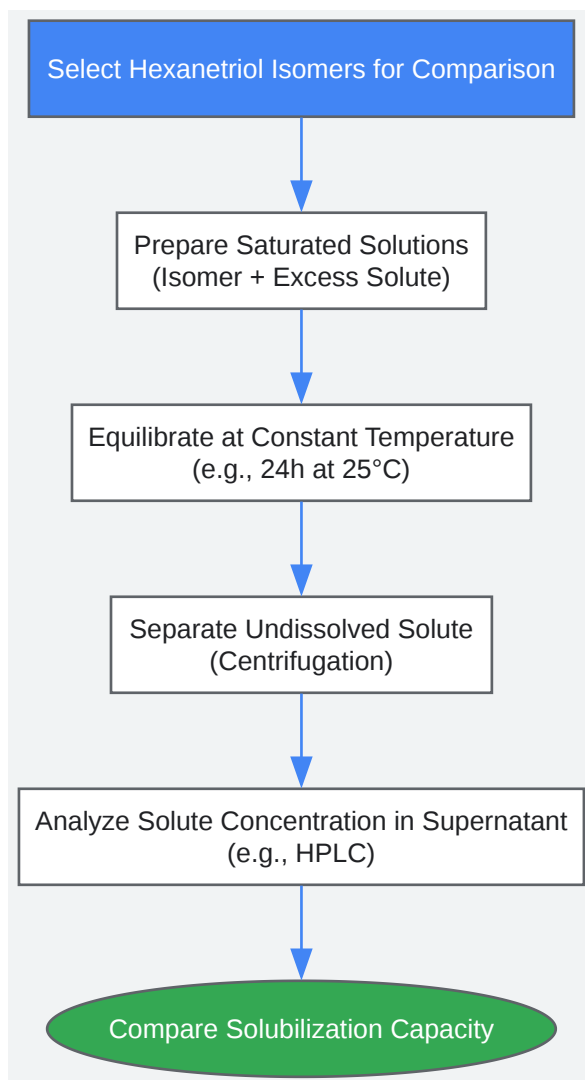 Select Hexanetriol Isomers for Comparison
Prepare Saturated Solutions
(Isomer + Excess Solute)
Equilibrate at Constant Temperature
(e.g., 24h at 25°C)
Separate Undissolved Solute
(Centrifugation)
Analyze Solute Concentration in Supernatant
(e.g., HPLC)
Compare Solubilization Capacity